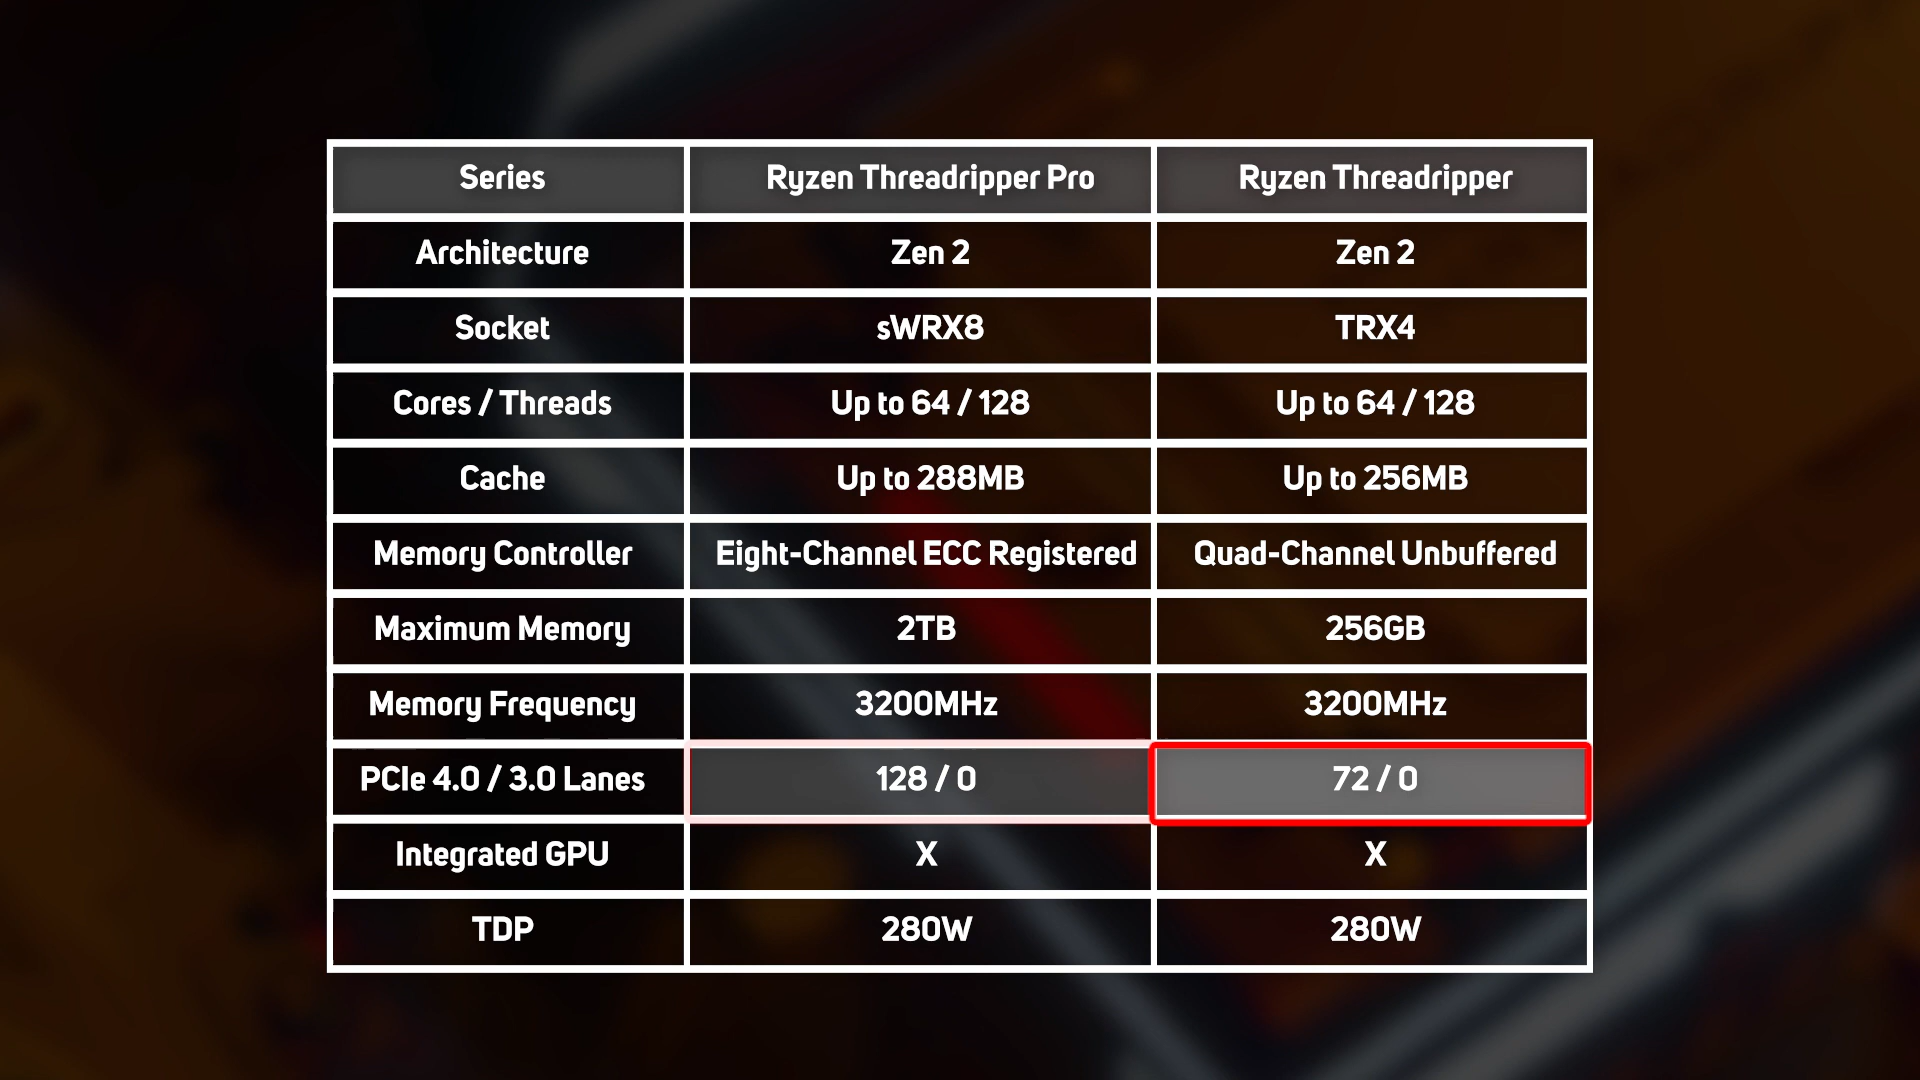 Series Ryzen Threadripper Pro Ryzen Threadripper
Architecture Zen 2 Zen 2
Socket sWRX8 TRX4
Cores / Threads Up to 64 / 128 Up to 64 / 128
Cache Up to 288MB Up to 256MB
Memory Controller Eight-Channel ECC Registered Quad-Channel Unbuffered
Maximum Memory 2TB 256GB
Memory Frequency 3200MHz 3200MHz
PCIe 4.0 / 3.0 Lanes 128 / 0 72 / 0
Integrated GPU X X
TDP 280W 280W